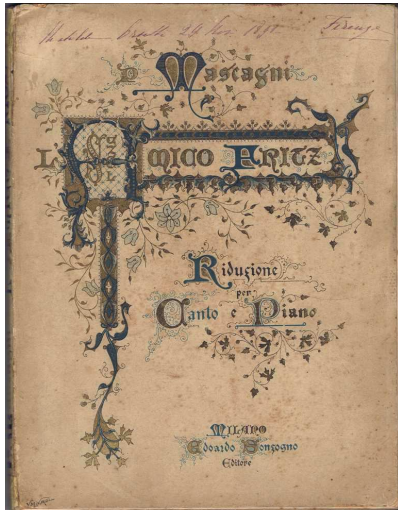 P. Mascagni
L'AMICO FRITZ
Riduzione
per
Canto e Piano
MILANO
Edoardo Sonzogno
Editore